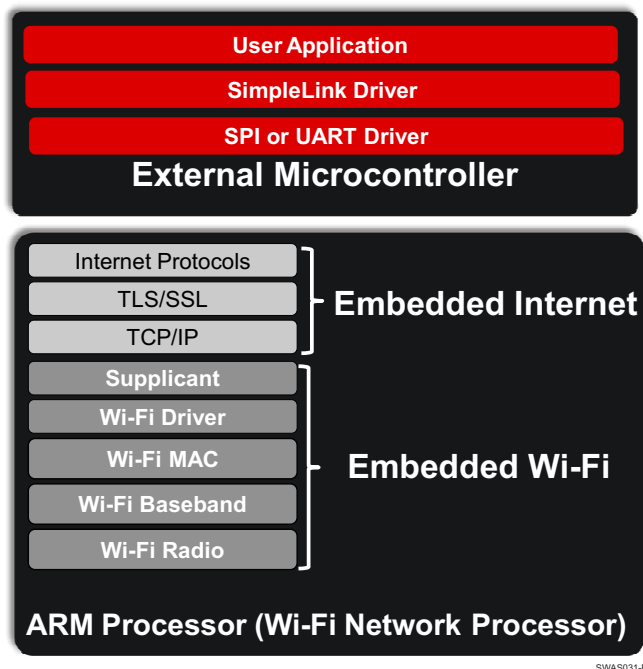 User Application
SimpleLink Driver
SPI or UART Driver
External Microcontroller
Internet Protocols
TLS/SSL
TCP/IP
Embedded Internet
Supplicant
Wi-Fi Driver
Wi-Fi MAC
Wi-Fi Baseband
Wi-Fi Radio
Embedded Wi-Fi
ARM Processor (Wi-Fi Network Processor)